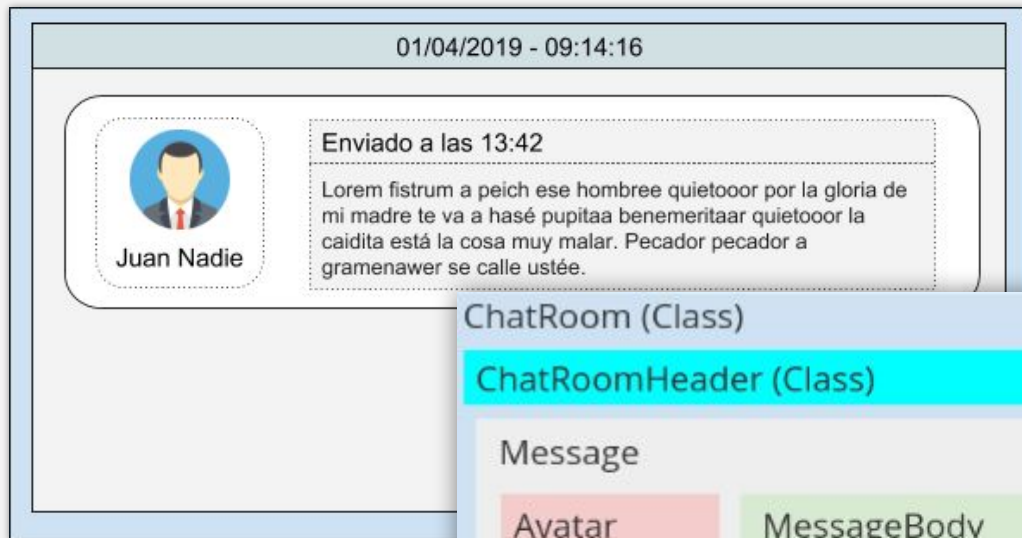 01/04/2019 - 09:14:16
Enviado a las 13:42
Lorem fistrum a peich ese hombree quietooor por la gloria de
mi madre te va a hasé pupitaa benemeritaar quietooor la
caidita está la cosa muy malar. Pecador pecador a
gramenawer se calle ustée.
Juan Nadie
ChatRoom (Class)
ChatRoomHeader (Class)
Message
Avatar
MessageBody